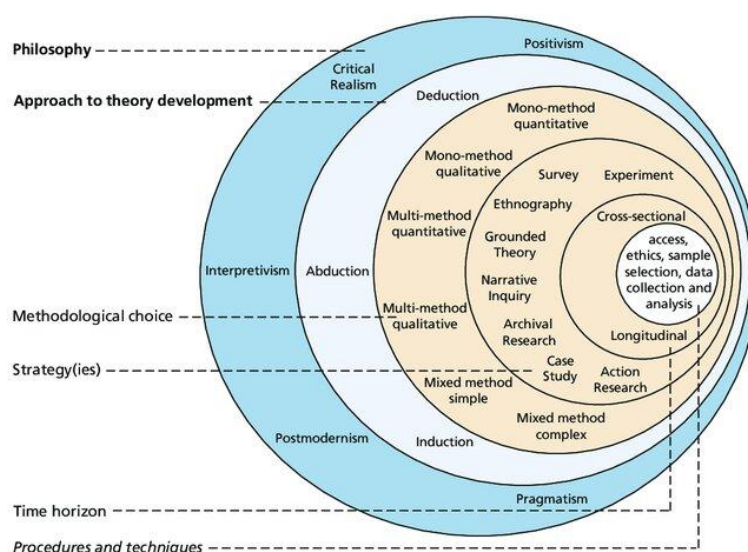 Philosophy
Positivism
Critical
Realism
Approach to theory development
Deduction
Mono-method
quantitative
Mono-method
qualitative
Survey
Experiment
Ethnography
Multi-method
quantitative
Cross-sectional
Grounded
Theory
access,
ethics, sample
selection, data
collection and
analysis
Interpretivism
Abduction
Narrative
Inquiry
Methodological choice
Multi-method
qualitative
Archival
Research
Longitudinal
Strategy(ies)
Case
Study
Action
Research
Mixed method
simple
Mixed method
complex
Postmodernism
Induction
Pragmatism
Time horizon
Procedures and techniques